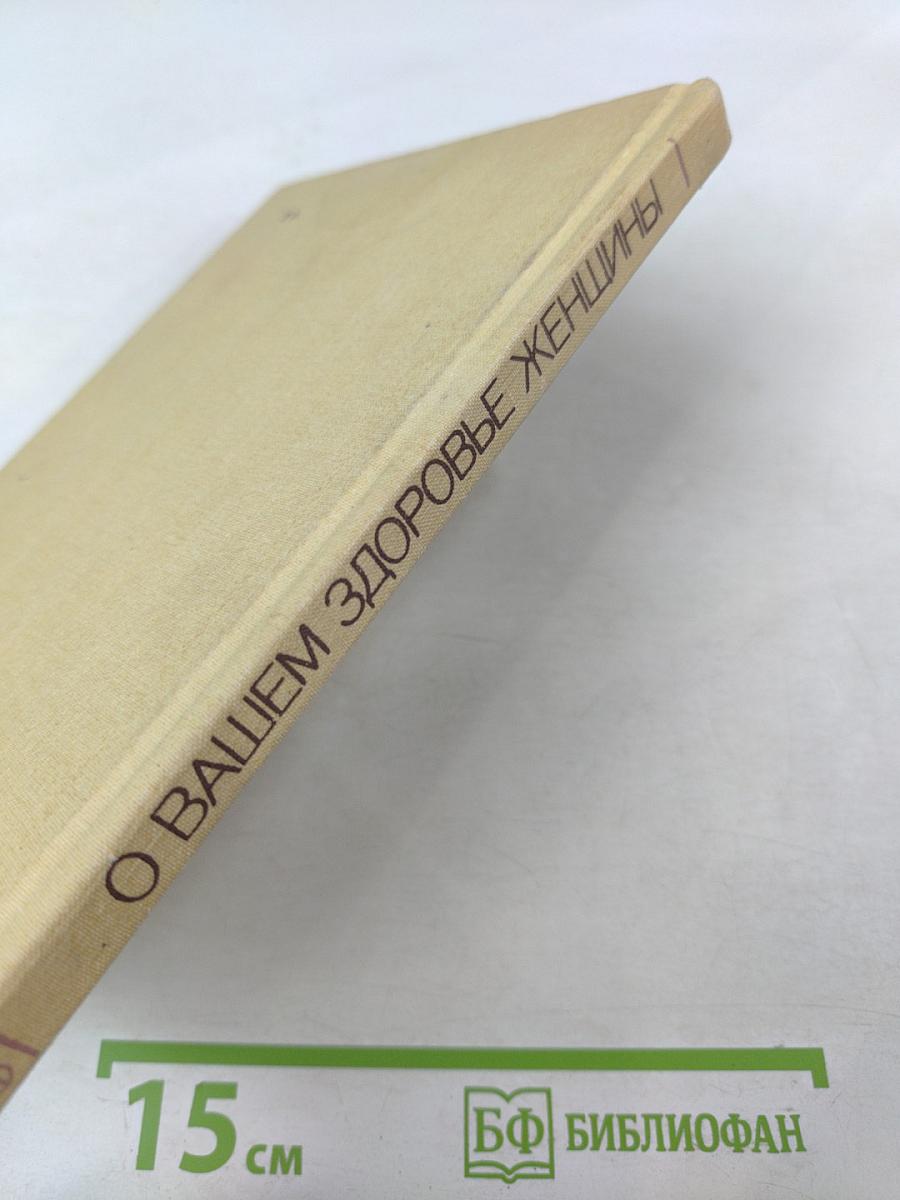 О ВАШЕМ ЗДОРОВЬЕ ЖЕНЩИНЫ
15 см
БФ БИБЛИОФАН